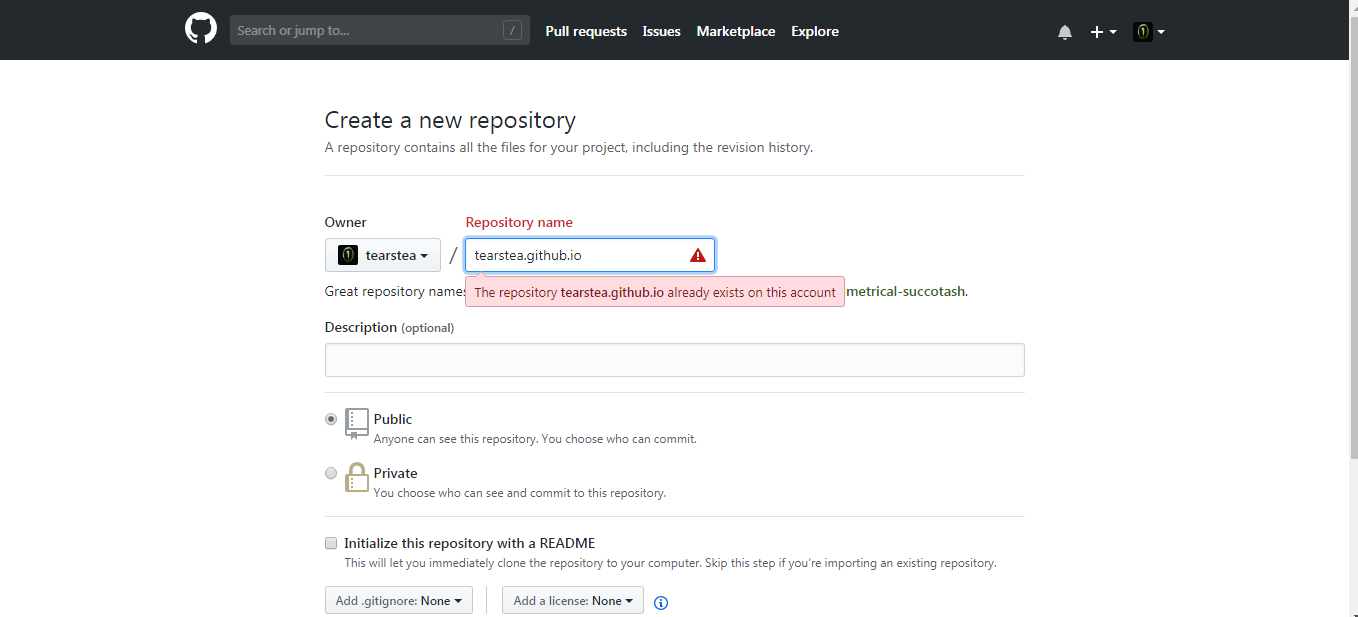 Search or jump to... / Pull requests Issues Marketplace Explore
Create a new repository
A repository contains all the files for your project, including the revision history.
Owner Repository name
tearstea / tearstea.github.io
Great repository names
The repository tearstea.github.io already exists on this account
metrical-succotash.
Description (optional)
Public
Anyone can see this repository. You choose who can commit.
Private
You choose who can see and commit to this repository.
Initialize this repository with a README
This will let you immediately clone the repository to your computer. Skip this step if you're importing an existing repository.
Add .gitignore: None Add a license: None